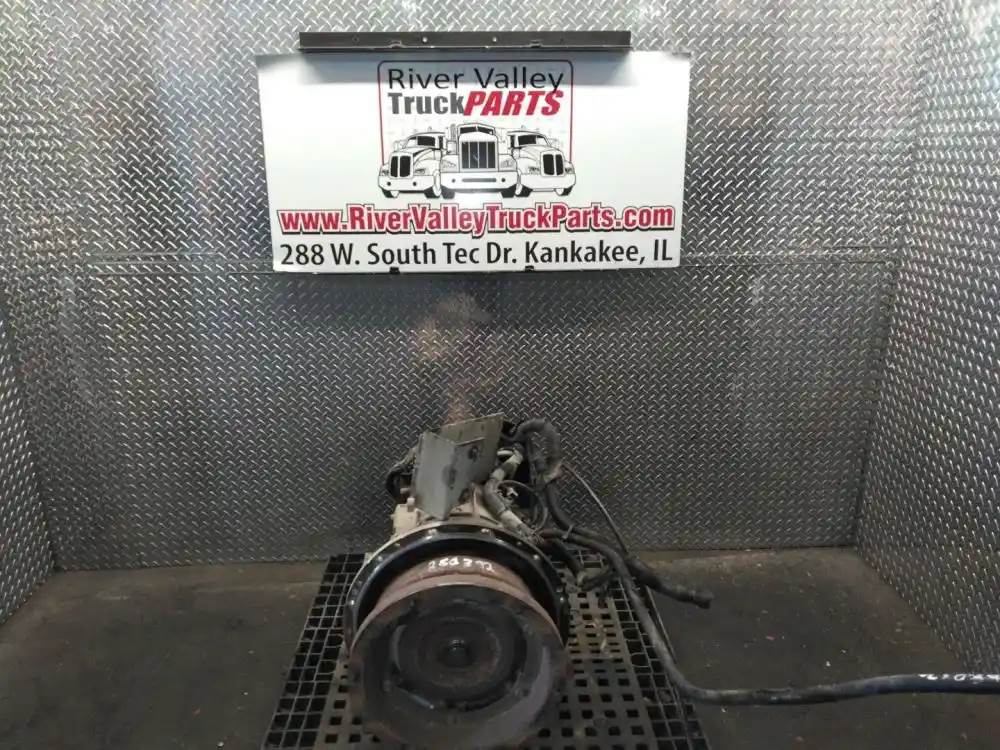 River Valley
TruckPARTS
www.RiverValleyTruckParts.com
288 W. South Tec Dr. Kankakee, IL